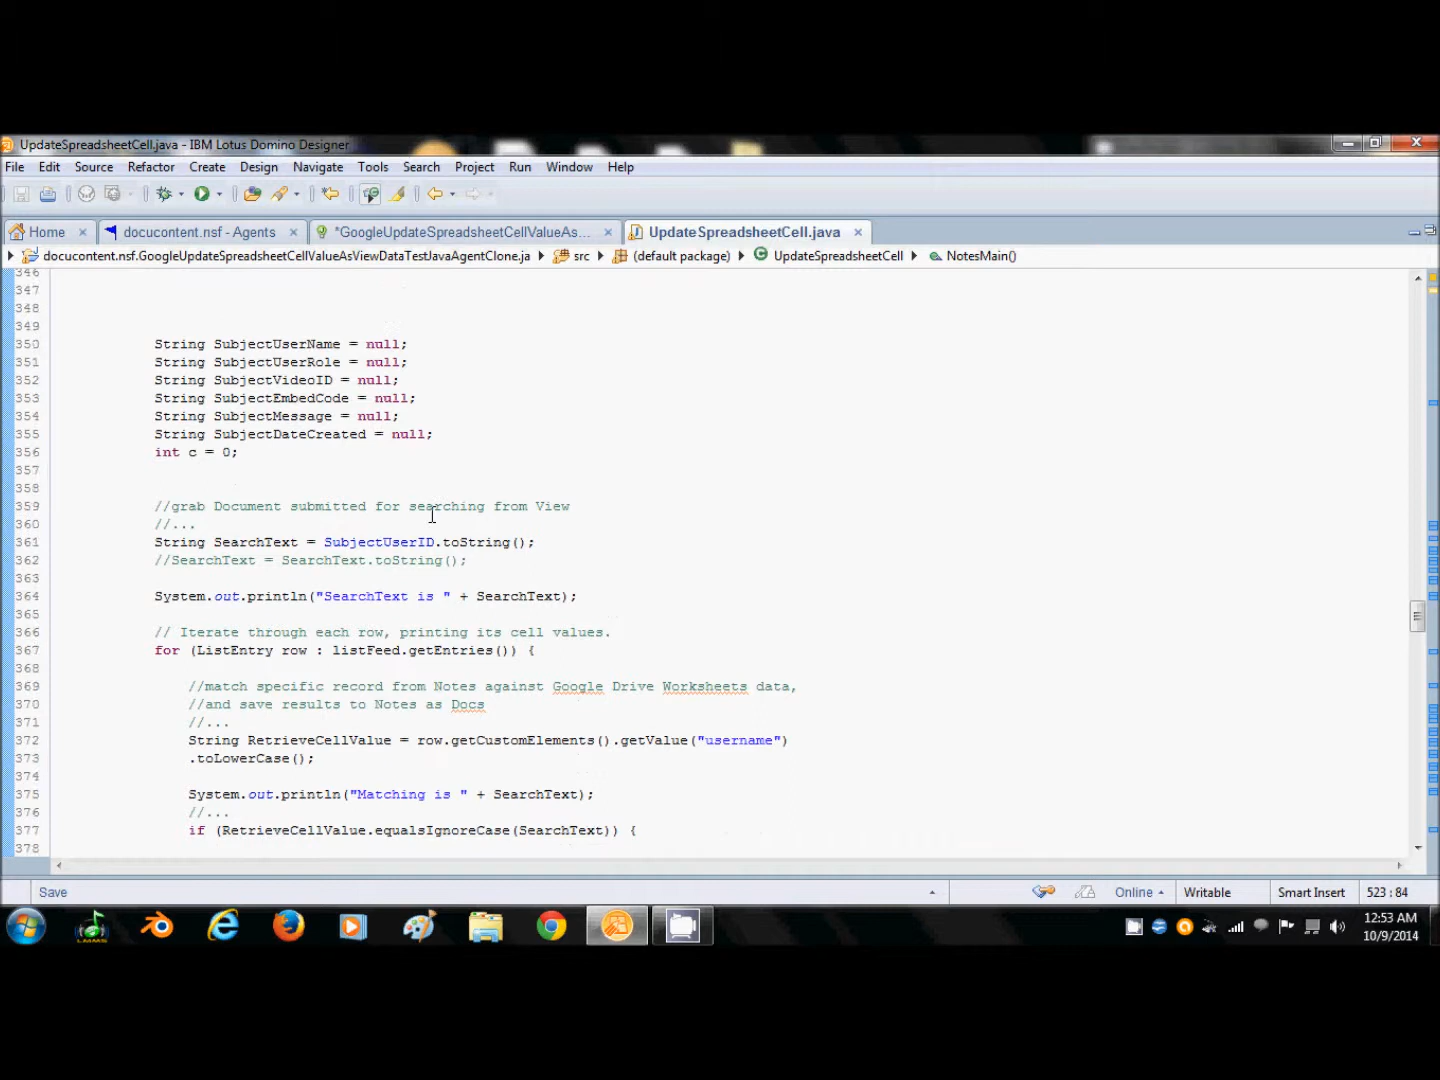 UpdateSpreadsheetCell.java - IBM Lotus Domino Designer
File Edit Source Refactor Create Design Navigate Tools Search Project Run Window Help
Home docucontent.nsf - Agents *GoogleUpdateSpreadsheetCellValueAs... UpdateSpreadsheetCell.java
docucontent.nsf.GoogleUpdateSpreadsheetCellValueAsViewDataTestJavaAgentClone.ja src (default package) UpdateSpreadsheetCell NotesMain()
346
347
348
349
350 String SubjectUserName = null;
351 String SubjectUserRole = null;
352 String SubjectVideoID = null;
353 String SubjectEmbedCode = null;
354 String SubjectMessage = null;
355 String SubjectDateCreated = null;
356 int c = 0;
357
358
359 //grab Document submitted for searching from View
360 //...
361 String SearchText = SubjectUserID.toString();
362 //SearchText = SearchText.toString();
363
364 System.out.println("SearchText is " + SearchText);
365
366 // Iterate through each row, printing its cell values.
367 for (ListEntry row : listFeed.getEntries()) {
368
369 //match specific record from Notes against Google Drive Worksheets data,
370 //and save results to Notes as Docs
371 //...
372 String RetrieveCellValue = row.getCustomElements().getValue("username")
373 .toLowerCase();
374
375 System.out.println("Matching is " + SearchText);
376 //...
377 if (RetrieveCellValue.equalsIgnoreCase(SearchText)) {
378
Save Online Writable Smart Insert 523 : 84
LMMS
12:53 AM
10/9/2014